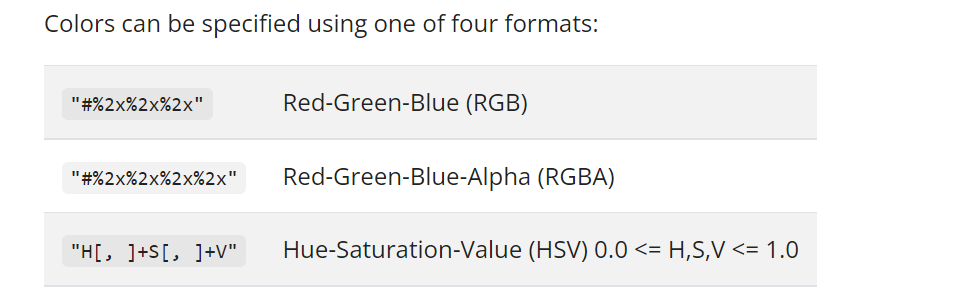 Colors can be specified using one of four formats:
"#%2x%2x%2x" Red-Green-Blue (RGB)
"#%2x%2x%2x%2x" Red-Green-Blue-Alpha (RGBA)
"H[, ]+S[, ]+V" Hue-Saturation-Value (HSV) 0.0 <= H,S,V <= 1.0